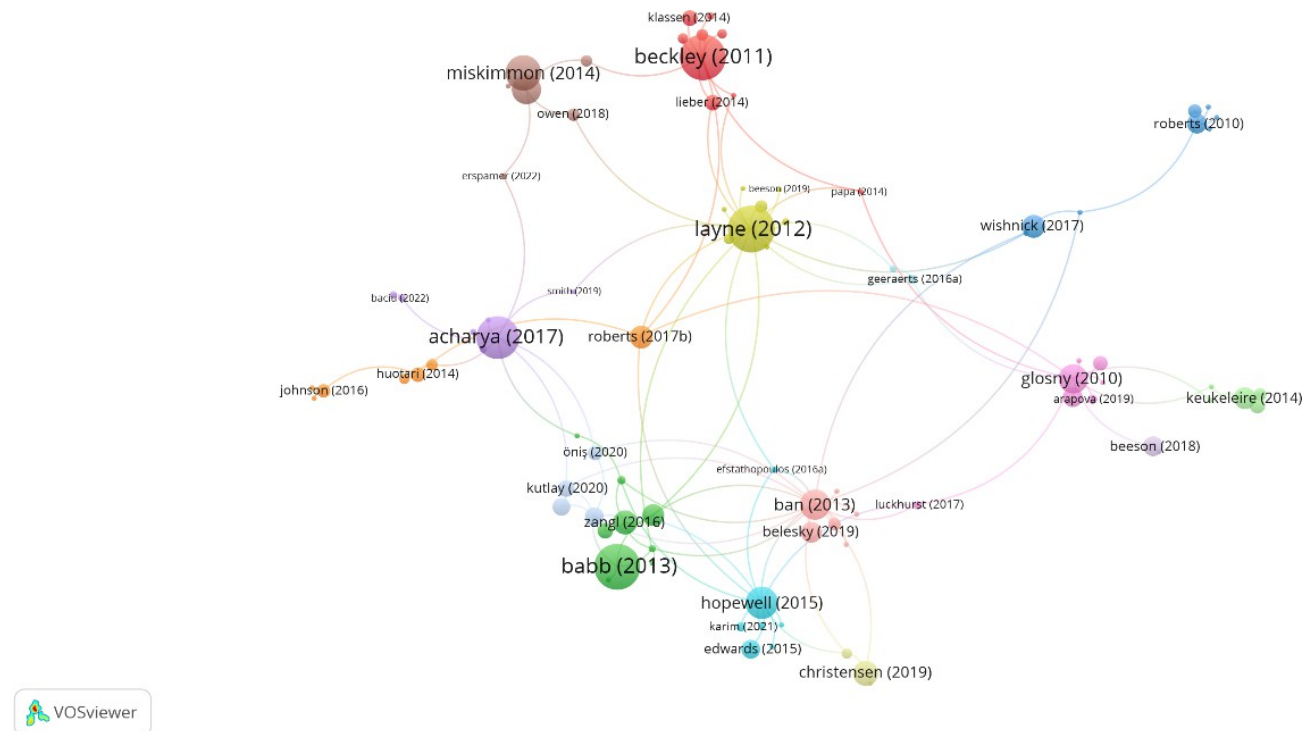 klassen (2014)
beckley (2011)
miskimmon (2014)
lieber (2014)
owen (2018)
roberts (2010)
erspamer (2022)
beeson (2019)
papa (2014)
layne (2012)
wishnick (2017)
geeraerts (2016a)
smith (2019)
baciu (2022)
acharya (2017)
roberts (2017b)
huotari (2014)
johnson (2016)
glosny (2010)
arapova (2019)
keukeleire (2014)
beeson (2018)
öniş (2020)
efstathopoulos (2016a)
kutlay (2020)
ban (2013)
luckhurst (2017)
zangl (2016)
belesky (2019)
babb (2013)
hopewell (2015)
karim (2021)
edwards (2015)
christensen (2019)
VOSviewer